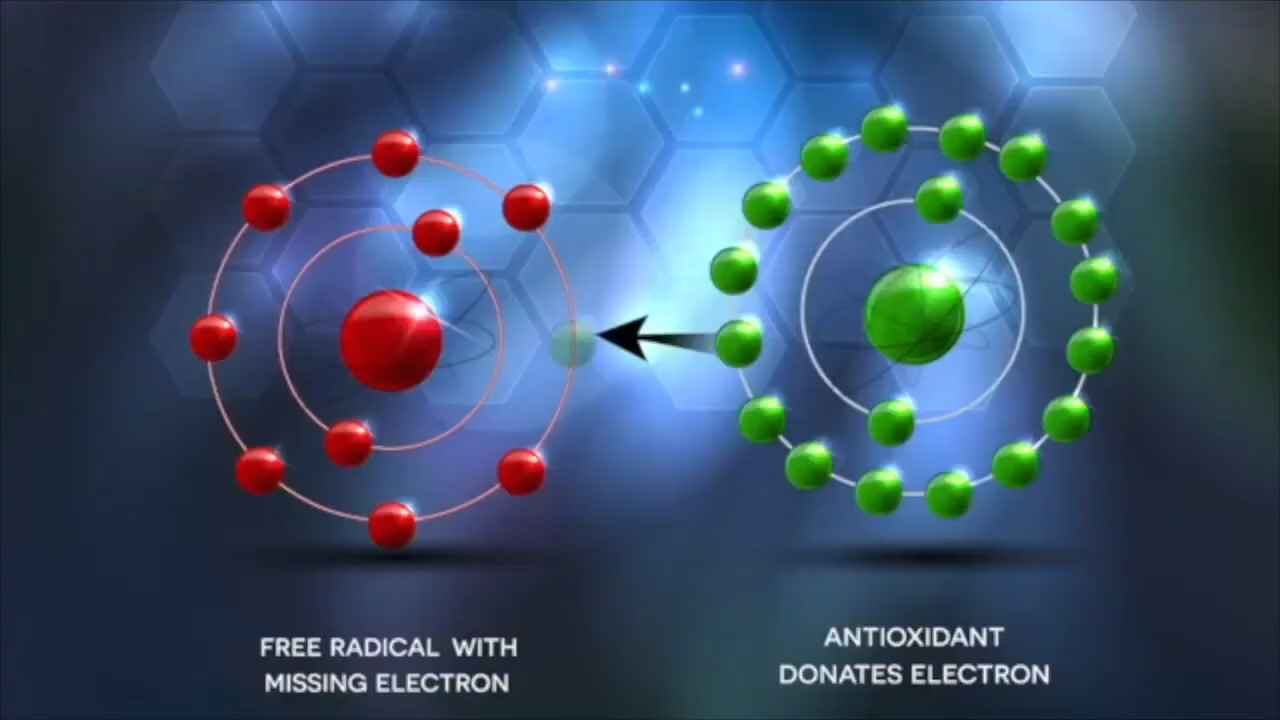 FREE RADICAL WITH
MISSING ELECTRON
ANTIOXIDANT
DONATES ELECTRON